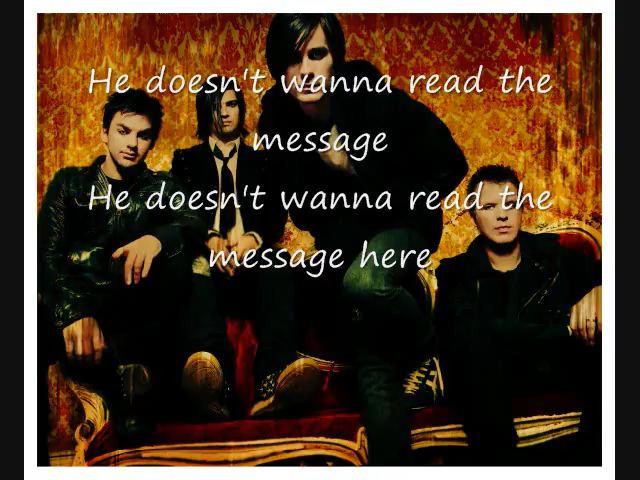 He doesn't wanna read the
message
He doesn't wanna read the
message here